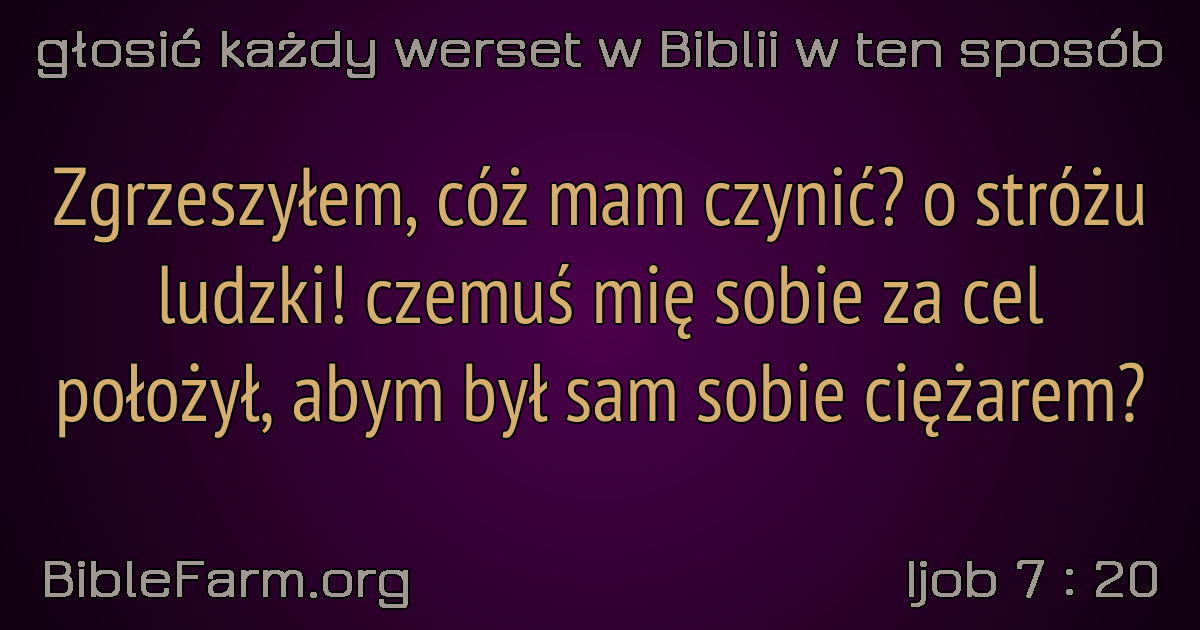 głosić każdy werset w Biblii w ten sposób
Zgrzeszyłem, cóż mam czynić? o stróżu
ludzki! czemuś mię sobie za cel
położył, abym był sam sobie ciężarem?
BibleFarm.org
Ijob 7 : 20